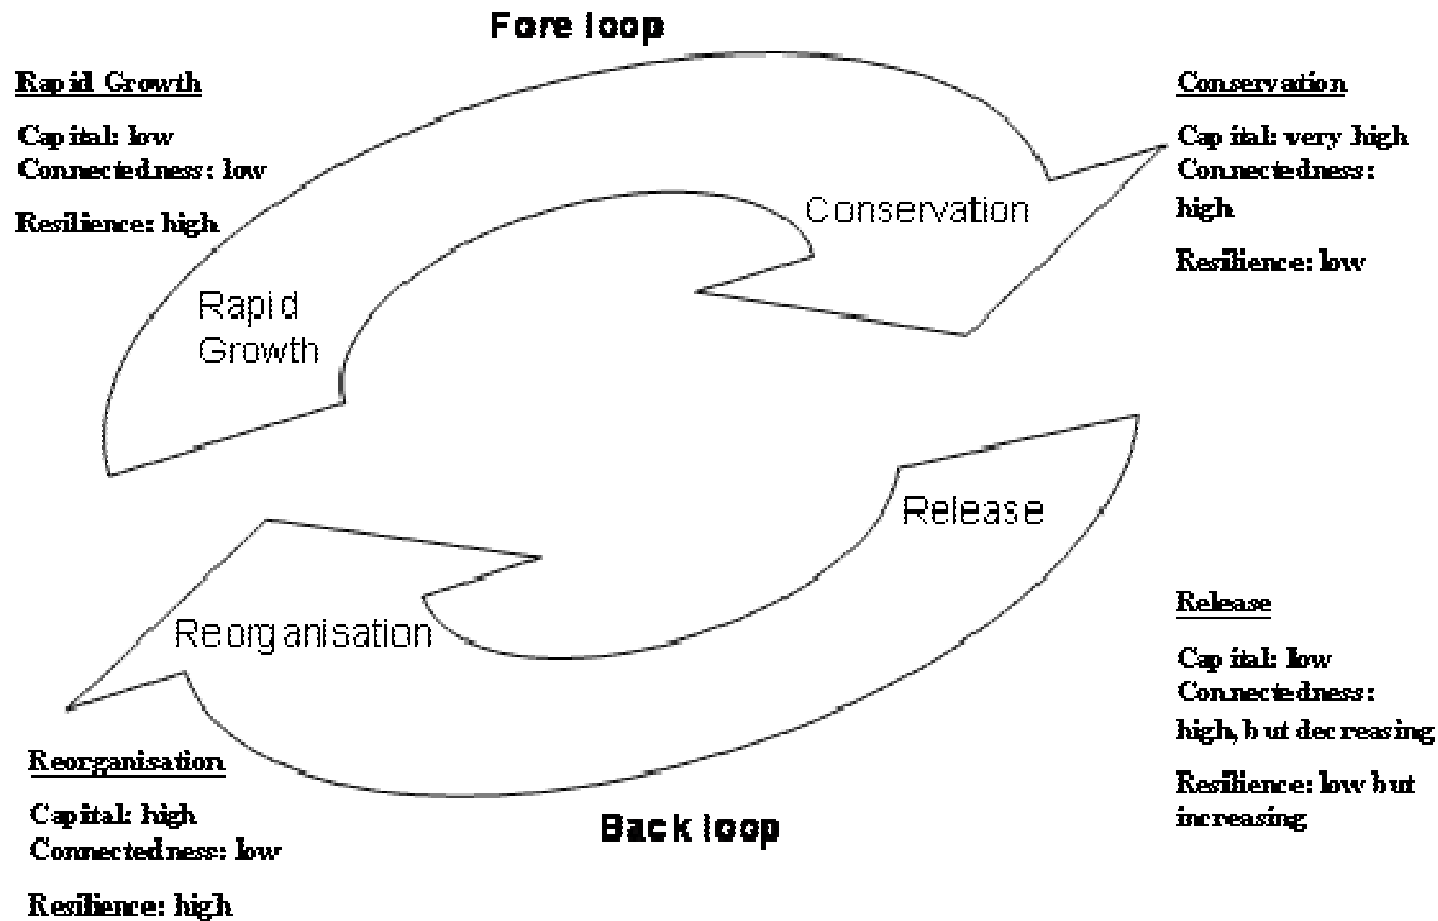 Fore loop
Rapid Growth
Capital: low
Connectedness: low
Resilience: high
Conservation
Capital: very high
Connectedness:
high
Resilience: low
Conservation
Rapid
Growth
Release
Reorganisation
Release
Capital: low
Connectedness:
high, but decreasing
Resilience: low but
increasing
Reorganisation
Capital: high
Connectedness: low
Resilience: high
Back loop